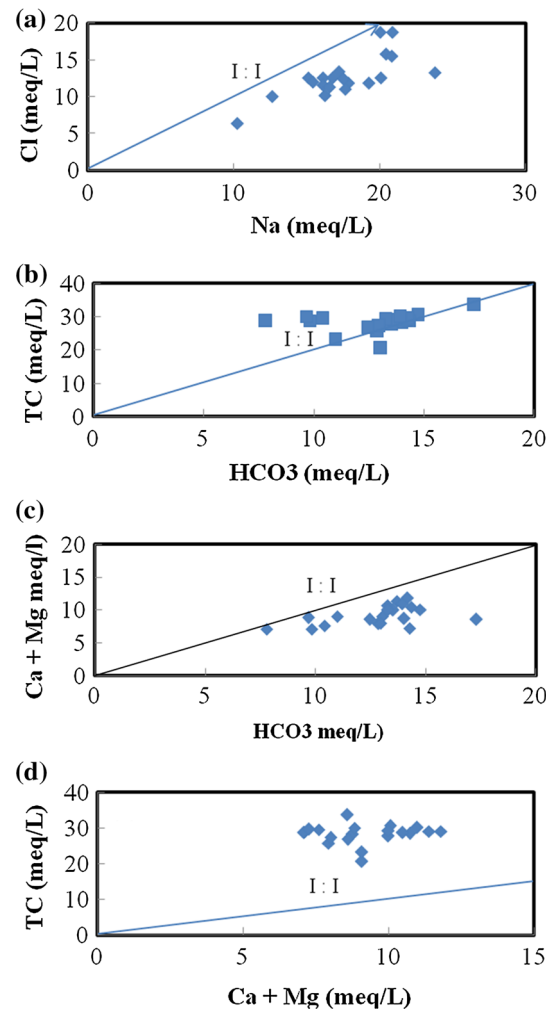 (a)
20
15
10
5
0
Cl (meq/L)
I : I
0 10 20 30
Na (meq/L)
(b)
40
30
20
10
0
TC (meq/L)
I : I
0 5 10 15 20
HCO3 (meq/L)
(c)
20
15
10
5
0
Ca + Mg meq/l)
I : I
0 5 10 15 20
HCO3 meq/L)
(d)
40
30
20
10
0
TC (meq/L)
I : I
0 5 10 15
Ca + Mg (meq/L)